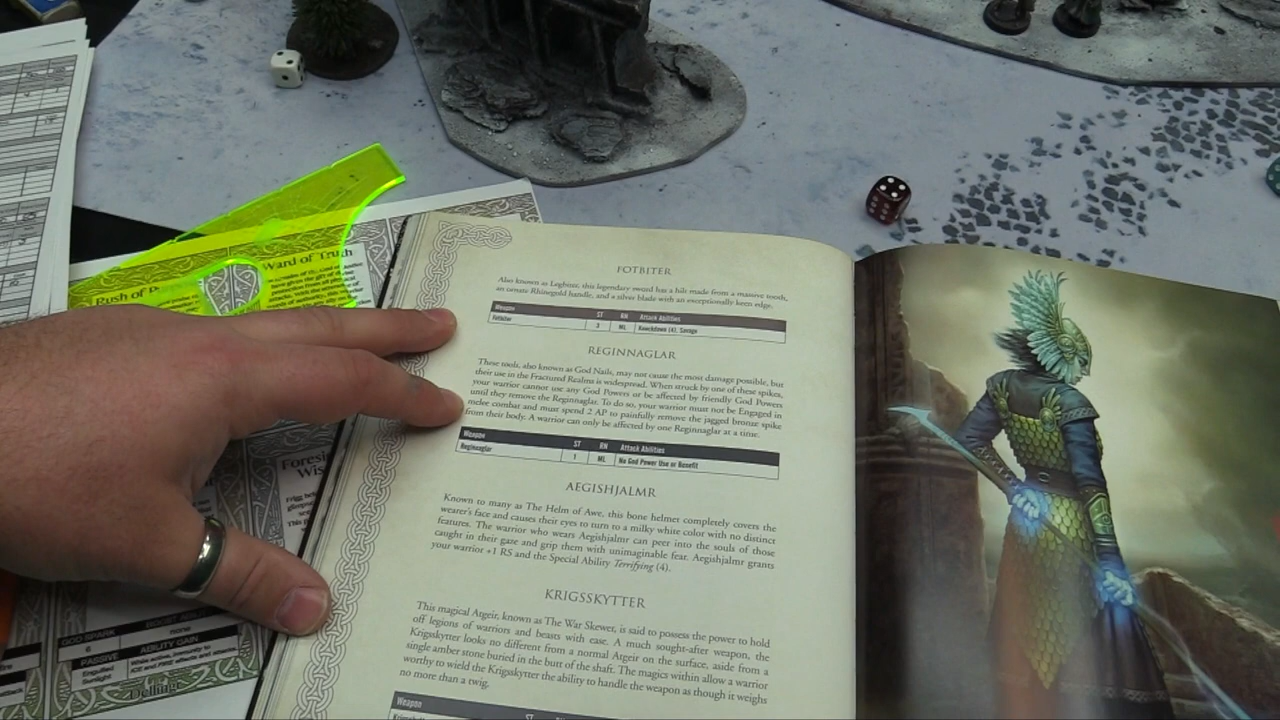 FOTBITER
Also known as Legbiter, this legendary sword has a hilt made from a massive tooth,
an ornate Rhinegold handle, and a silver blade with an exceptionally keen edge.
Weapon ST RN Attack Abilities
Fotbiter 3 ML Knockdown (4), Savage
REGINNAGLAR
These tools, also known as God Nails, may not cause the most damage possible, but
their use in the Fractured Realms is widespread. When struck by one of these spikes,
your warrior cannot use any God Powers or be affected by friendly God Powers
until they remove the Reginnaglar. To do so, your warrior must not be Engaged in
melee combat and must spend 2 AP to painfully remove the jagged bronze spike
from their body. A warrior can only be affected by one Reginnaglar at a time.
Weapon ST RN Attack Abilities
Reginnaglar 1 ML No God Power Use or Benefit
AEGISHJALMR
Known to many as The Helm of Awe, this bone helmet completely covers the
wearer's face and causes their eyes to turn to a milky white color with no distinct
features. The warrior who wears Aegishjalmr can peer into the souls of those
caught in their gaze and grip them with unimaginable fear. Aegishjalmr grants
your warrior +1 RS and the Special Ability Terrifying (4).
KRIGSSKYTTER
This magical Atgeir, known as The War Skewer, is said to possess the power to hold
off legions of warriors and beasts with ease. A much sought-after weapon, the
Krigsskytter looks no different from a normal Atgeir on the surface, aside from a
single amber stone buried in the butt of the shaft. The magics within allow a warrior
worthy to wield the Krigsskytter the ability to handle the weapon as though it weighs
no more than a twig.
Weapon ST
Ward of Truth
Rush of
GOD SPARK
6
none
PASSIVE ABILITY GAIN
Engulfed
Sunlight
ICE and FIRE
Delling